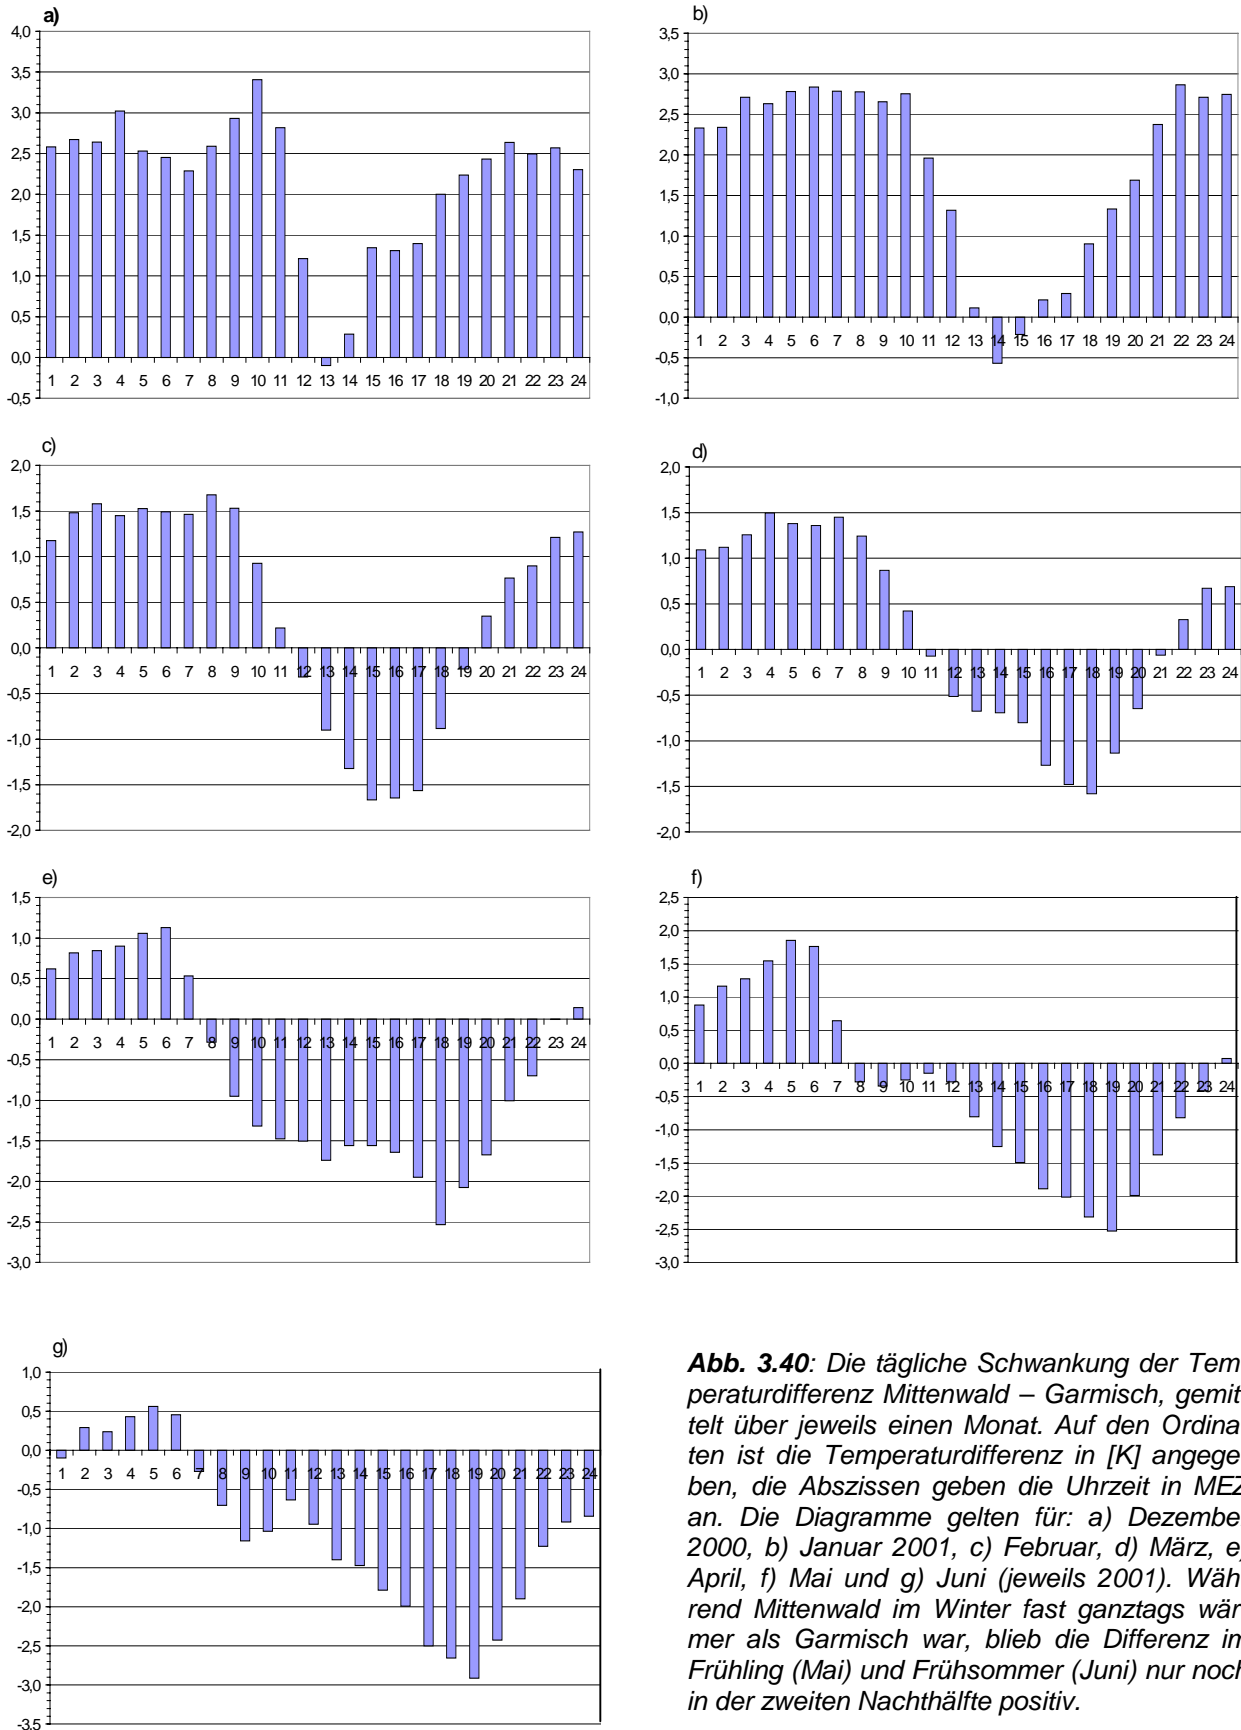 a)
4,0
3,5
3,0
2,5
2,0
1,5
1,0
0,5
0,0
-0,5
1 2 3 4 5 6 7 8 9 10 11 12 13 14 15 16 17 18 19 20 21 22 23 24
b)
3,5
3,0
2,5
2,0
1,5
1,0
0,5
0,0
-0,5
-1,0
1 2 3 4 5 6 7 8 9 10 11 12 13 14 15 16 17 18 19 20 21 22 23 24
c)
2,0
1,5
1,0
0,5
0,0
-0,5
-1,0
-1,5
-2,0
1 2 3 4 5 6 7 8 9 10 11 12 13 14 15 16 17 18 19 20 21 22 23 24
d)
2,0
1,5
1,0
0,5
0,0
-0,5
-1,0
-1,5
-2,0
1 2 3 4 5 6 7 8 9 10 11 12 13 14 15 16 17 18 19 20 21 22 23 24
e)
1,5
1,0
0,5
0,0
-0,5
-1,0
-1,5
-2,0
-2,5
-3,0
1 2 3 4 5 6 7 8 9 10 11 12 13 14 15 16 17 18 19 20 21 22 23 24
f)
2,5
2,0
1,5
1,0
0,5
0,0
-0,5
-1,0
-1,5
-2,0
-2,5
-3,0
1 2 3 4 5 6 7 8 9 10 11 12 13 14 15 16 17 18 19 20 21 22 23 24
g)
1,0
0,5
0,0
-0,5
-1,0
-1,5
-2,0
-2,5
-3,0
-3,5
1 2 3 4 5 6 7 8 9 10 11 12 13 14 15 16 17 18 19 20 21 22 23 24
Abb. 3.40: Die tägliche Schwankung der Tem-
peraturdifferenz Mittenwald – Garmisch, gemit-
telt über jeweils einen Monat. Auf den Ordina-
ten ist die Temperaturdifferenz in [K] angege-
ben, die Abszissen geben die Uhrzeit in MEZ
an. Die Diagramme gelten für: a) Dezember
2000, b) Januar 2001, c) Februar, d) März, e)
April, f) Mai und g) Juni (jeweils 2001). Wäh-
rend Mittenwald im Winter fast ganztags wär-
mer als Garmisch war, blieb die Differenz im
Frühling (Mai) und Frühsommer (Juni) nur noch
in der zweiten Nachthälfte positiv.